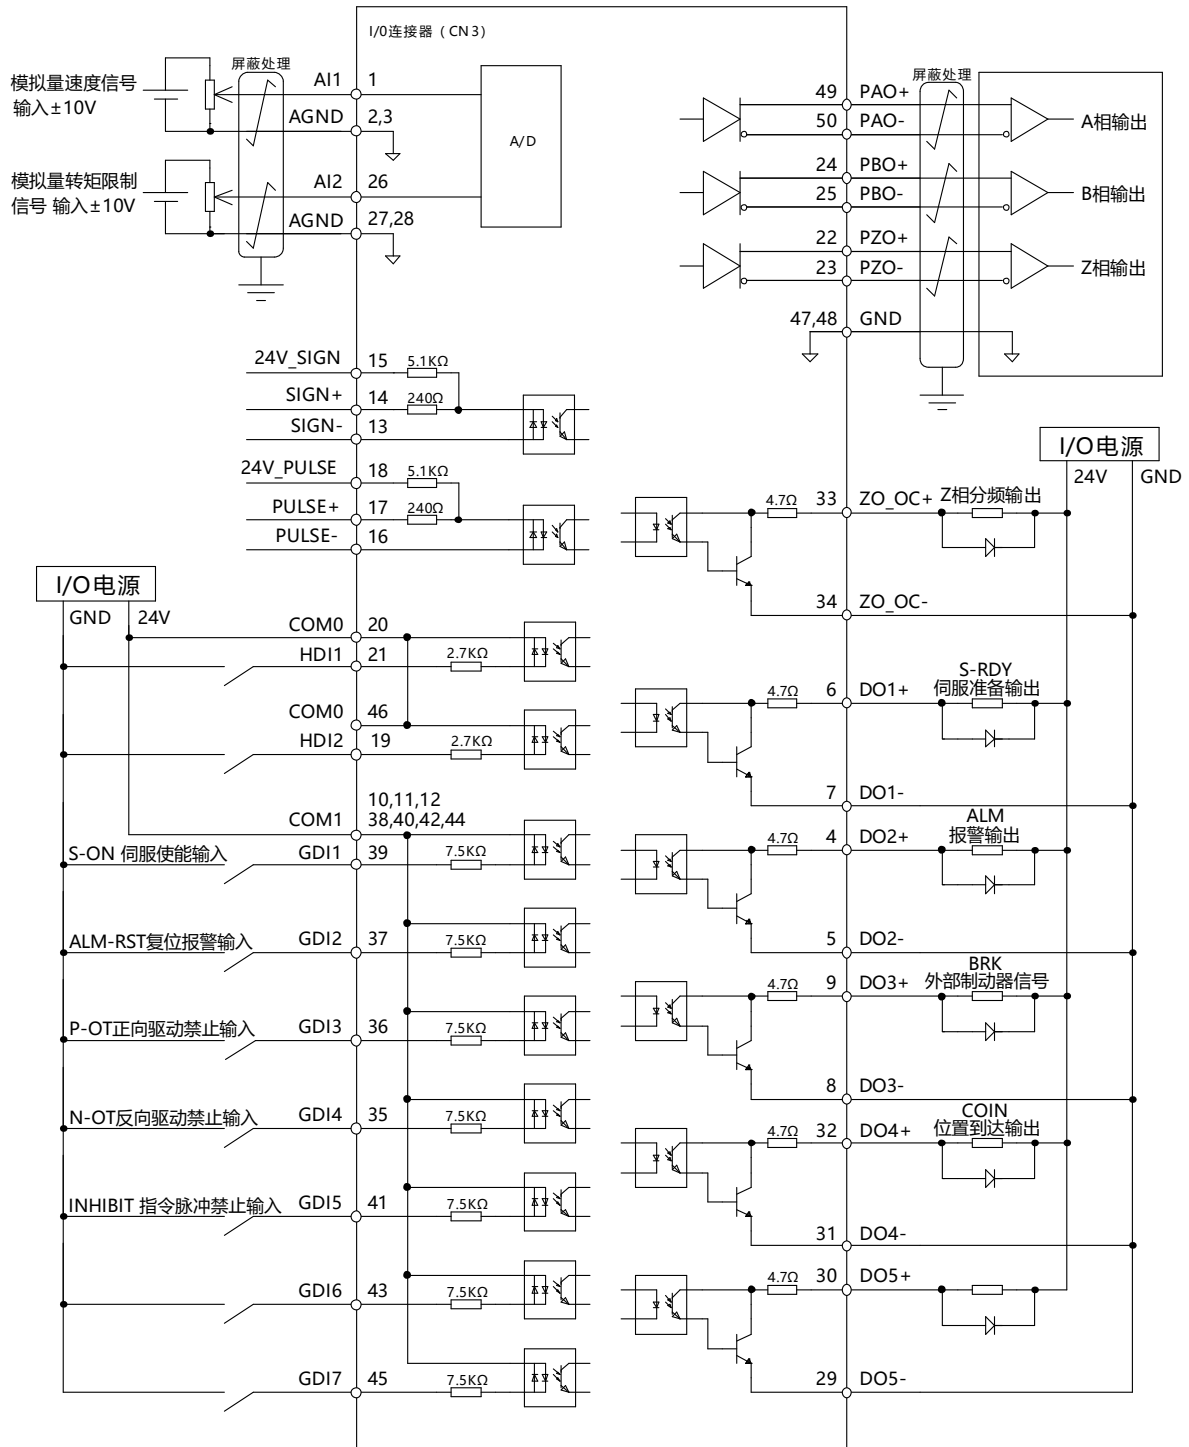 I/0连接器（CN3）
屏蔽处理
模拟量速度信号
输入±10V
AI1
1
AGND
2,3
A/D
模拟量转矩限制
信号 输入±10V
AI2
26
AGND
27,28
屏蔽处理
49
PAO+
50
PAO-
A相输出
24
PBO+
25
PBO-
B相输出
22
PZO+
23
PZO-
Z相输出
47,48
GND
24V_SIGN
15
5.1KΩ
SIGN+
14
240Ω
SIGN-
13
24V_PULSE
18
5.1KΩ
PULSE+
17
240Ω
PULSE-
16
I/O电源
GND
24V
COM0
20
HDI1
21
2.7KΩ
COM0
46
HDI2
19
2.7KΩ
10,11,12
COM1
38,40,42,44
S-ON 伺服使能输入
GDI1
39
7.5KΩ
ALM-RST复位报警输入
GDI2
37
7.5KΩ
P-OT正向驱动禁止输入
GDI3
36
7.5KΩ
N-OT反向驱动禁止输入
GDI4
35
7.5KΩ
INHIBIT 指令脉冲禁止输入
GDI5
41
7.5KΩ
GDI6
43
7.5KΩ
GDI7
45
7.5KΩ
I/O电源
24V
GND
4.7Ω
33
ZO_OC+
Z相分频输出
34
ZO_OC-
S-RDY
4.7Ω
6
DO1+
伺服准备输出
7
DO1-
ALM
4.7Ω
4
DO2+
报警输出
5
DO2-
BRK
4.7Ω
9
DO3+
外部制动器信号
8
DO3-
COIN
4.7Ω
32
DO4+
位置到达输出
31
DO4-
4.7Ω
30
DO5+
29
DO5-